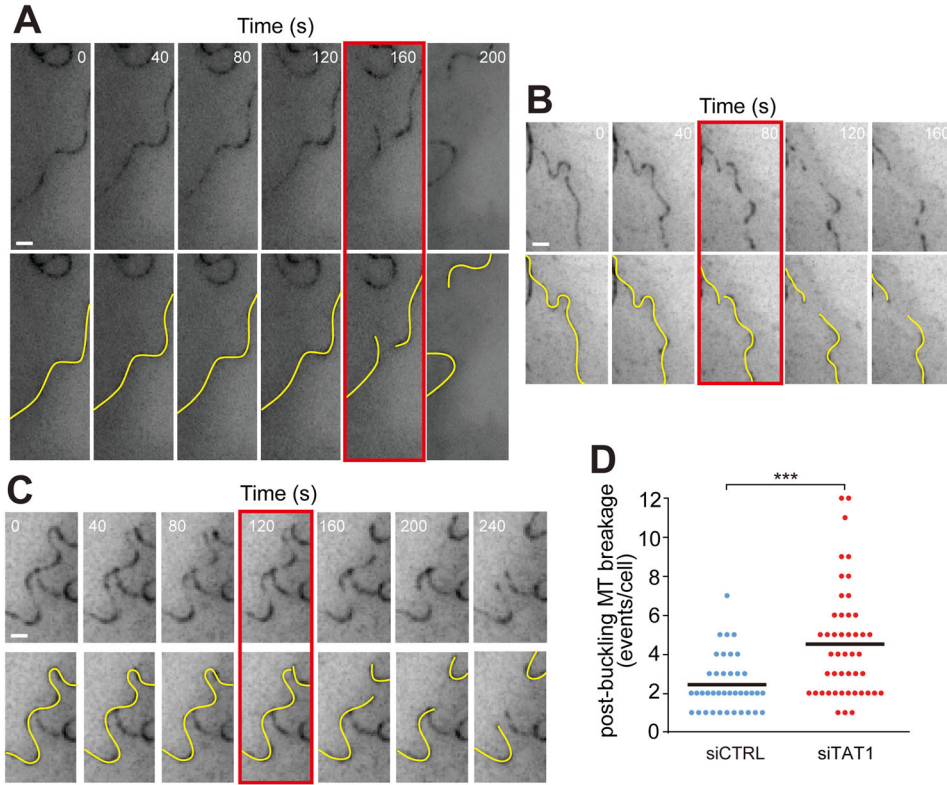 A
Time (s)
0 40 80 120 160 200
B
Time (s)
0 40 80 120 160
C
Time (s)
0 40 80 120 160 200 240
D
***
post-buckling MT breakage
(events/cell)
12
10
8
6
4
2
0
siCTRL siTAT1